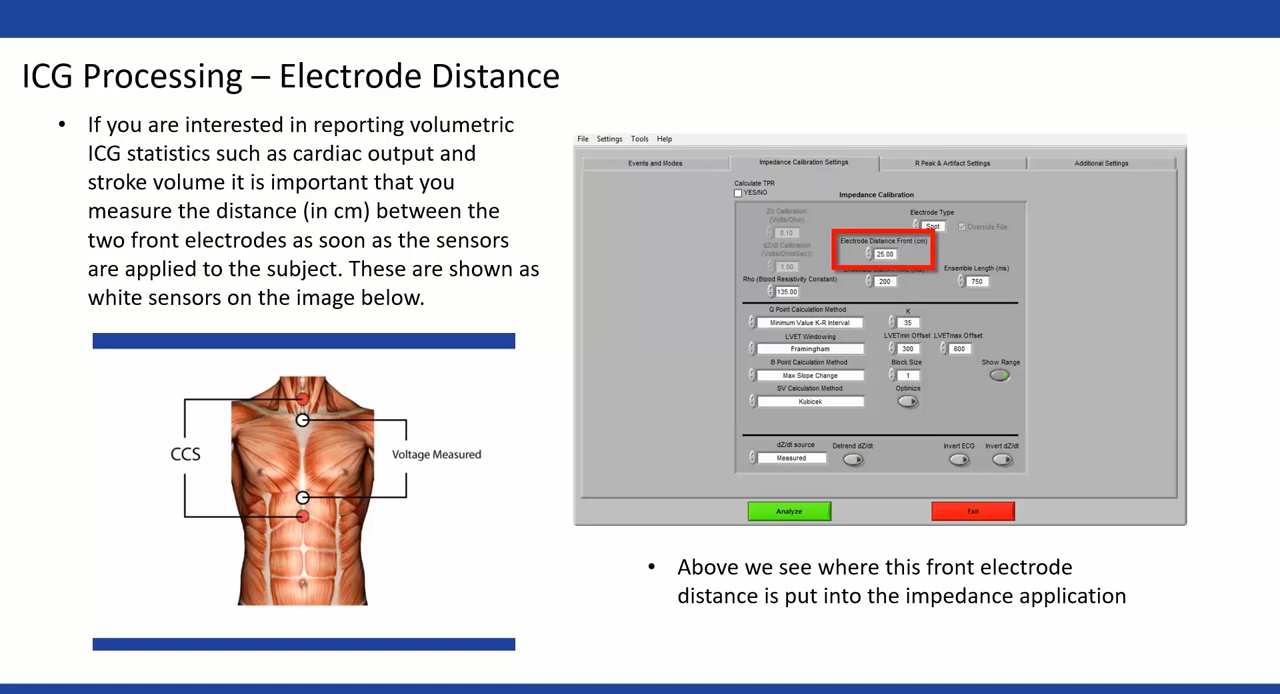 ICG Processing – Electrode Distance
• If you are interested in reporting volumetric
ICG statistics such as cardiac output and
stroke volume it is important that you
measure the distance (in cm) between the
two front electrodes as soon as the sensors
are applied to the subject. These are shown as
white sensors on the image below.
CCS
Voltage Measured
File Settings Tools Help
Events and Modes
Impedance Calibration Settings
R Peak & Artifact Settings
Additional Settings
Calculate TPR
YES/NO
Impedance Calibration
Zo Calibration
(Volts/Ohm)
0.10
dZ/dt Calibration
(Volts/Ohm/Sec)
1.00
Rho (Blood Resistivity Constant)
135.00
Electrode Type
Spot
Override File
Electrode Distance Front (cm)
25.00
200
Ensemble Length (ms)
750
Q Point Calculation Method
Minimum Value K-R Interval
K
35
LVET Windowing
Framingham
LVETmin Offset
300
LVETmax Offset
600
B Point Calculation Method
Max Slope Change
Block Size
1
Show Range
SV Calculation Method
Kubicek
Optimize
dZ/dt source
Measured
Detrend dZ/dt
Invert ECG
Invert dZ/dt
Analyze
Exit
• Above we see where this front electrode
distance is put into the impedance application